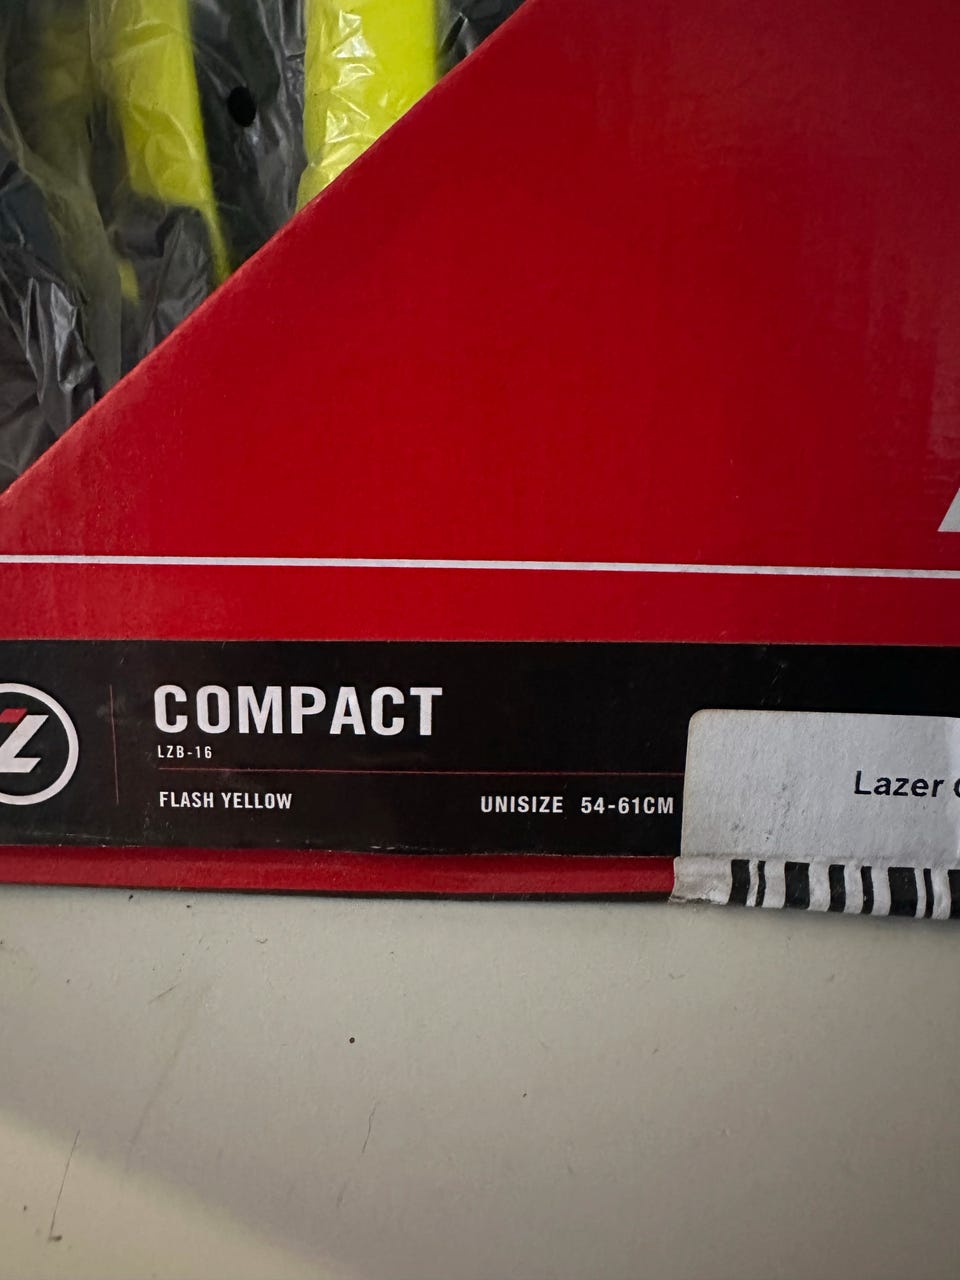 COMPACT
LZB-16
FLASH YELLOW
UNISIZE 54-61CM
Lazer